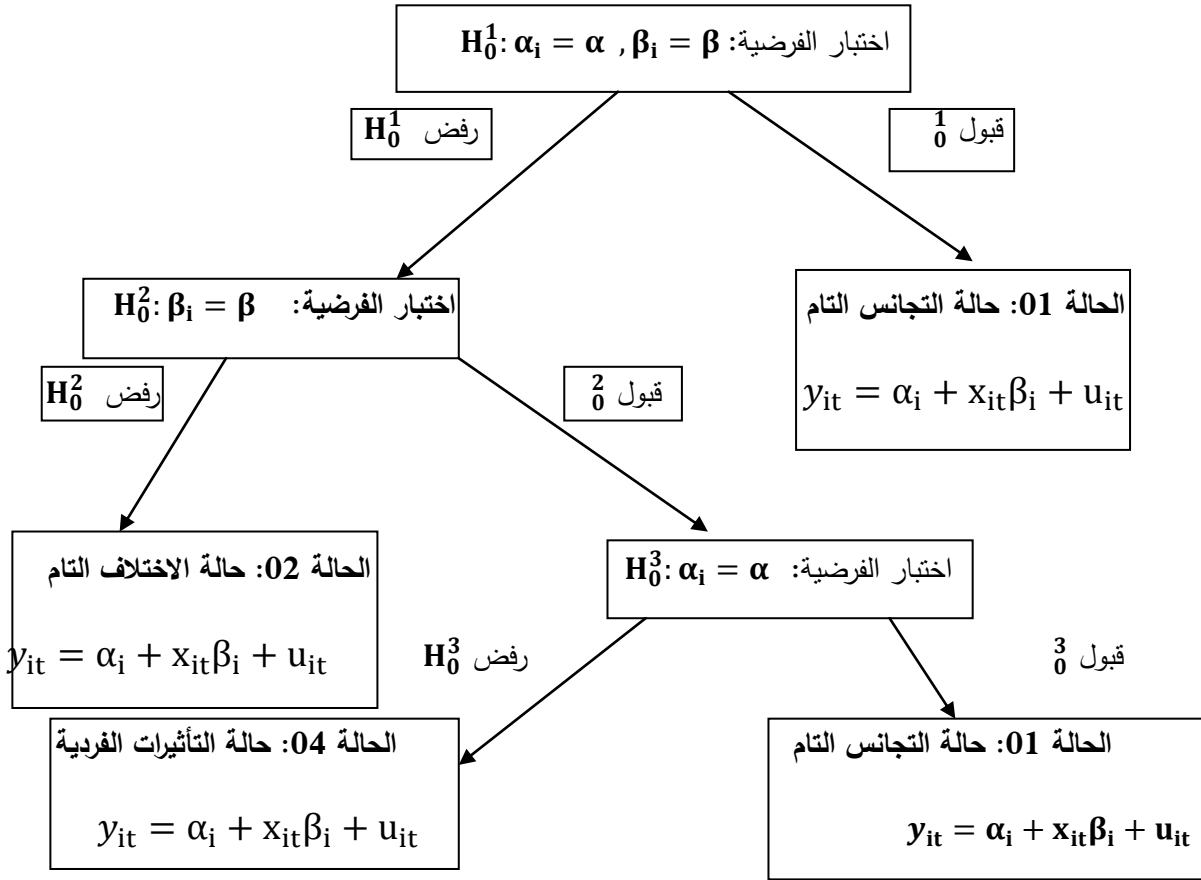 اختبار الفرضية: H₀¹: αᵢ = α , βᵢ = β
قبول ₀¹
رفض H₀¹
الحالة 01: حالة التجانس التام
yᵢₜ = αᵢ + xᵢₜβᵢ + uᵢₜ
اختبار الفرضية: H₀²: βᵢ = β
قبول ₀²
رفض H₀²
الحالة 02: حالة الاختلاف التام
yᵢₜ = αᵢ + xᵢₜβᵢ + uᵢₜ
اختبار الفرضية: H₀³: αᵢ = α
قبول ₀³
رفض H₀³
الحالة 01: حالة التجانس التام
yᵢₜ = αᵢ + xᵢₜβᵢ + uᵢₜ
الحالة 04: حالة التأثيرات الفردية
yᵢₜ = αᵢ + xᵢₜβᵢ + uᵢₜ